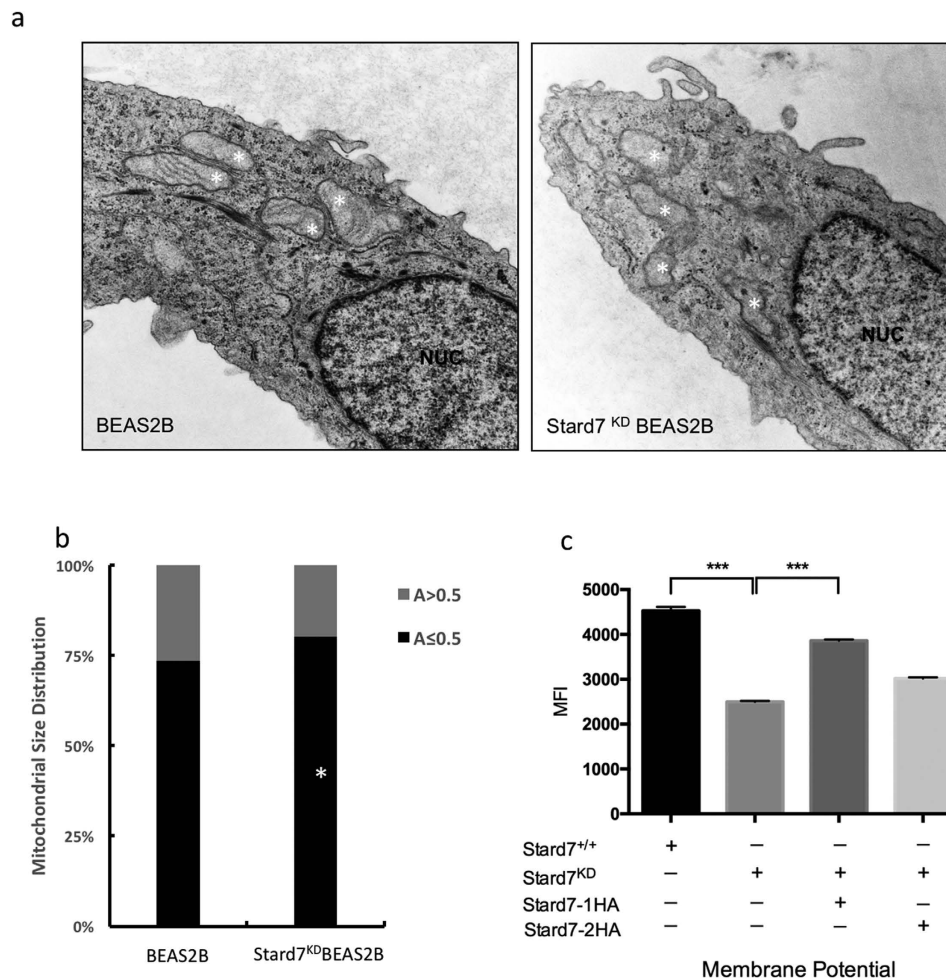 a
*
*
*
*
NUC
BEAS2B
*
*
*
*
NUC
Stard7 KD BEAS2B
b
Mitochondrial Size Distribution
100%
75%
50%
25%
0%
*
BEAS2B
Stard7KDBEAS2B
A>0.5
A≤0.5
c
*** ***
MFI
5000
4000
3000
2000
1000
0
Stard7+/+ + – – –
Stard7KD – + + +
Stard7-1HA – – + –
Stard7-2HA – – – +
Membrane Potential